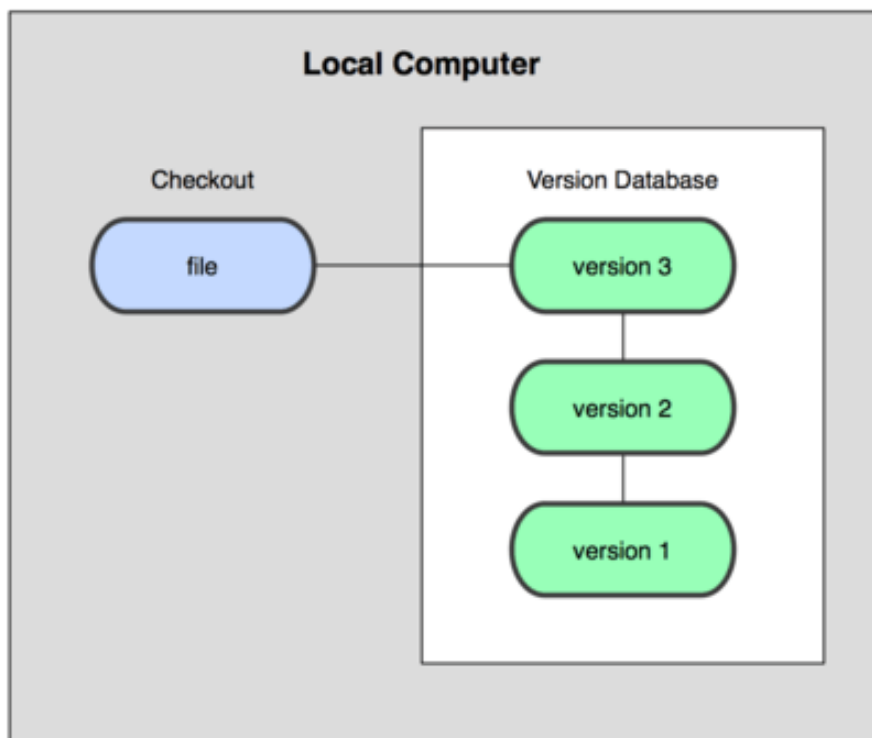 Local Computer
Checkout
Version Database
file
version 3
version 2
version 1